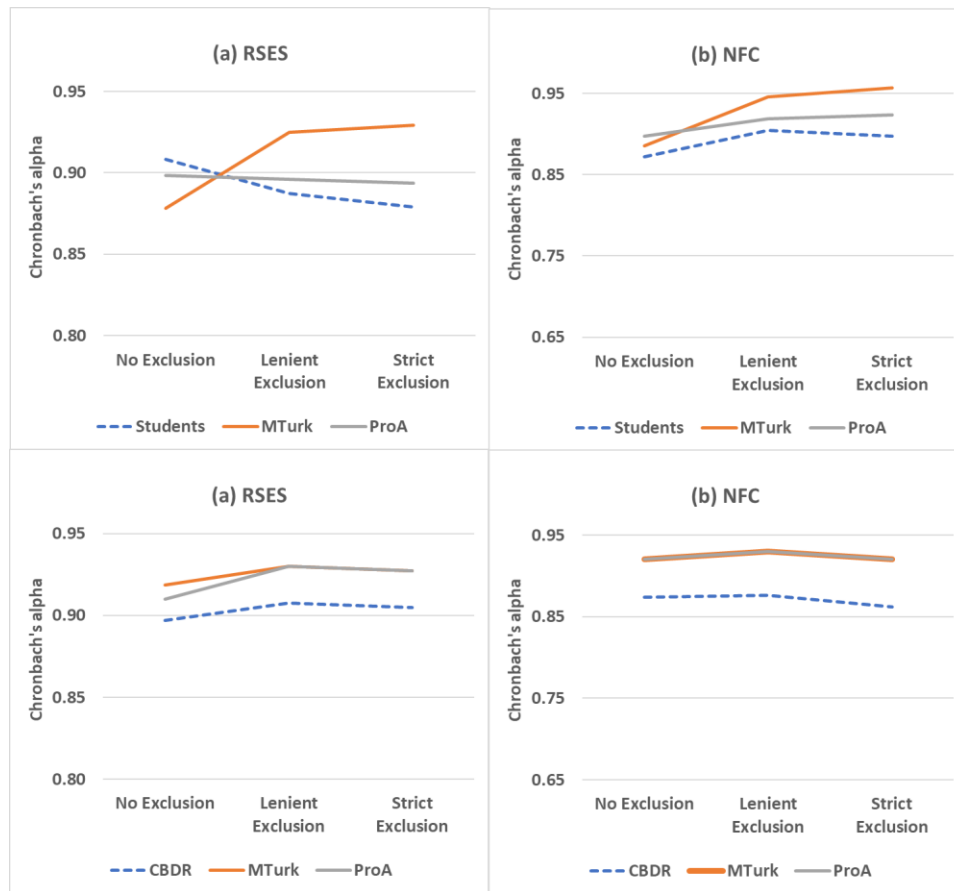 (a) RSES
Chronbach's alpha
0.95
0.90
0.85
0.80
No Exclusion
Lenient
Exclusion
Strict
Exclusion
Students
MTurk
ProA
(b) NFC
Chronbach's alpha
0.95
0.85
0.75
0.65
No Exclusion
Lenient
Exclusion
Strict
Exclusion
Students
MTurk
ProA
(a) RSES
Chronbach's alpha
0.95
0.90
0.85
0.80
No Exclusion
Lenient
Exclusion
Strict
Exclusion
CBDR
MTurk
ProA
(b) NFC
Chronbach's alpha
0.95
0.85
0.75
0.65
No Exclusion
Lenient
Exclusion
Strict
Exclusion
CBDR
MTurk
ProA